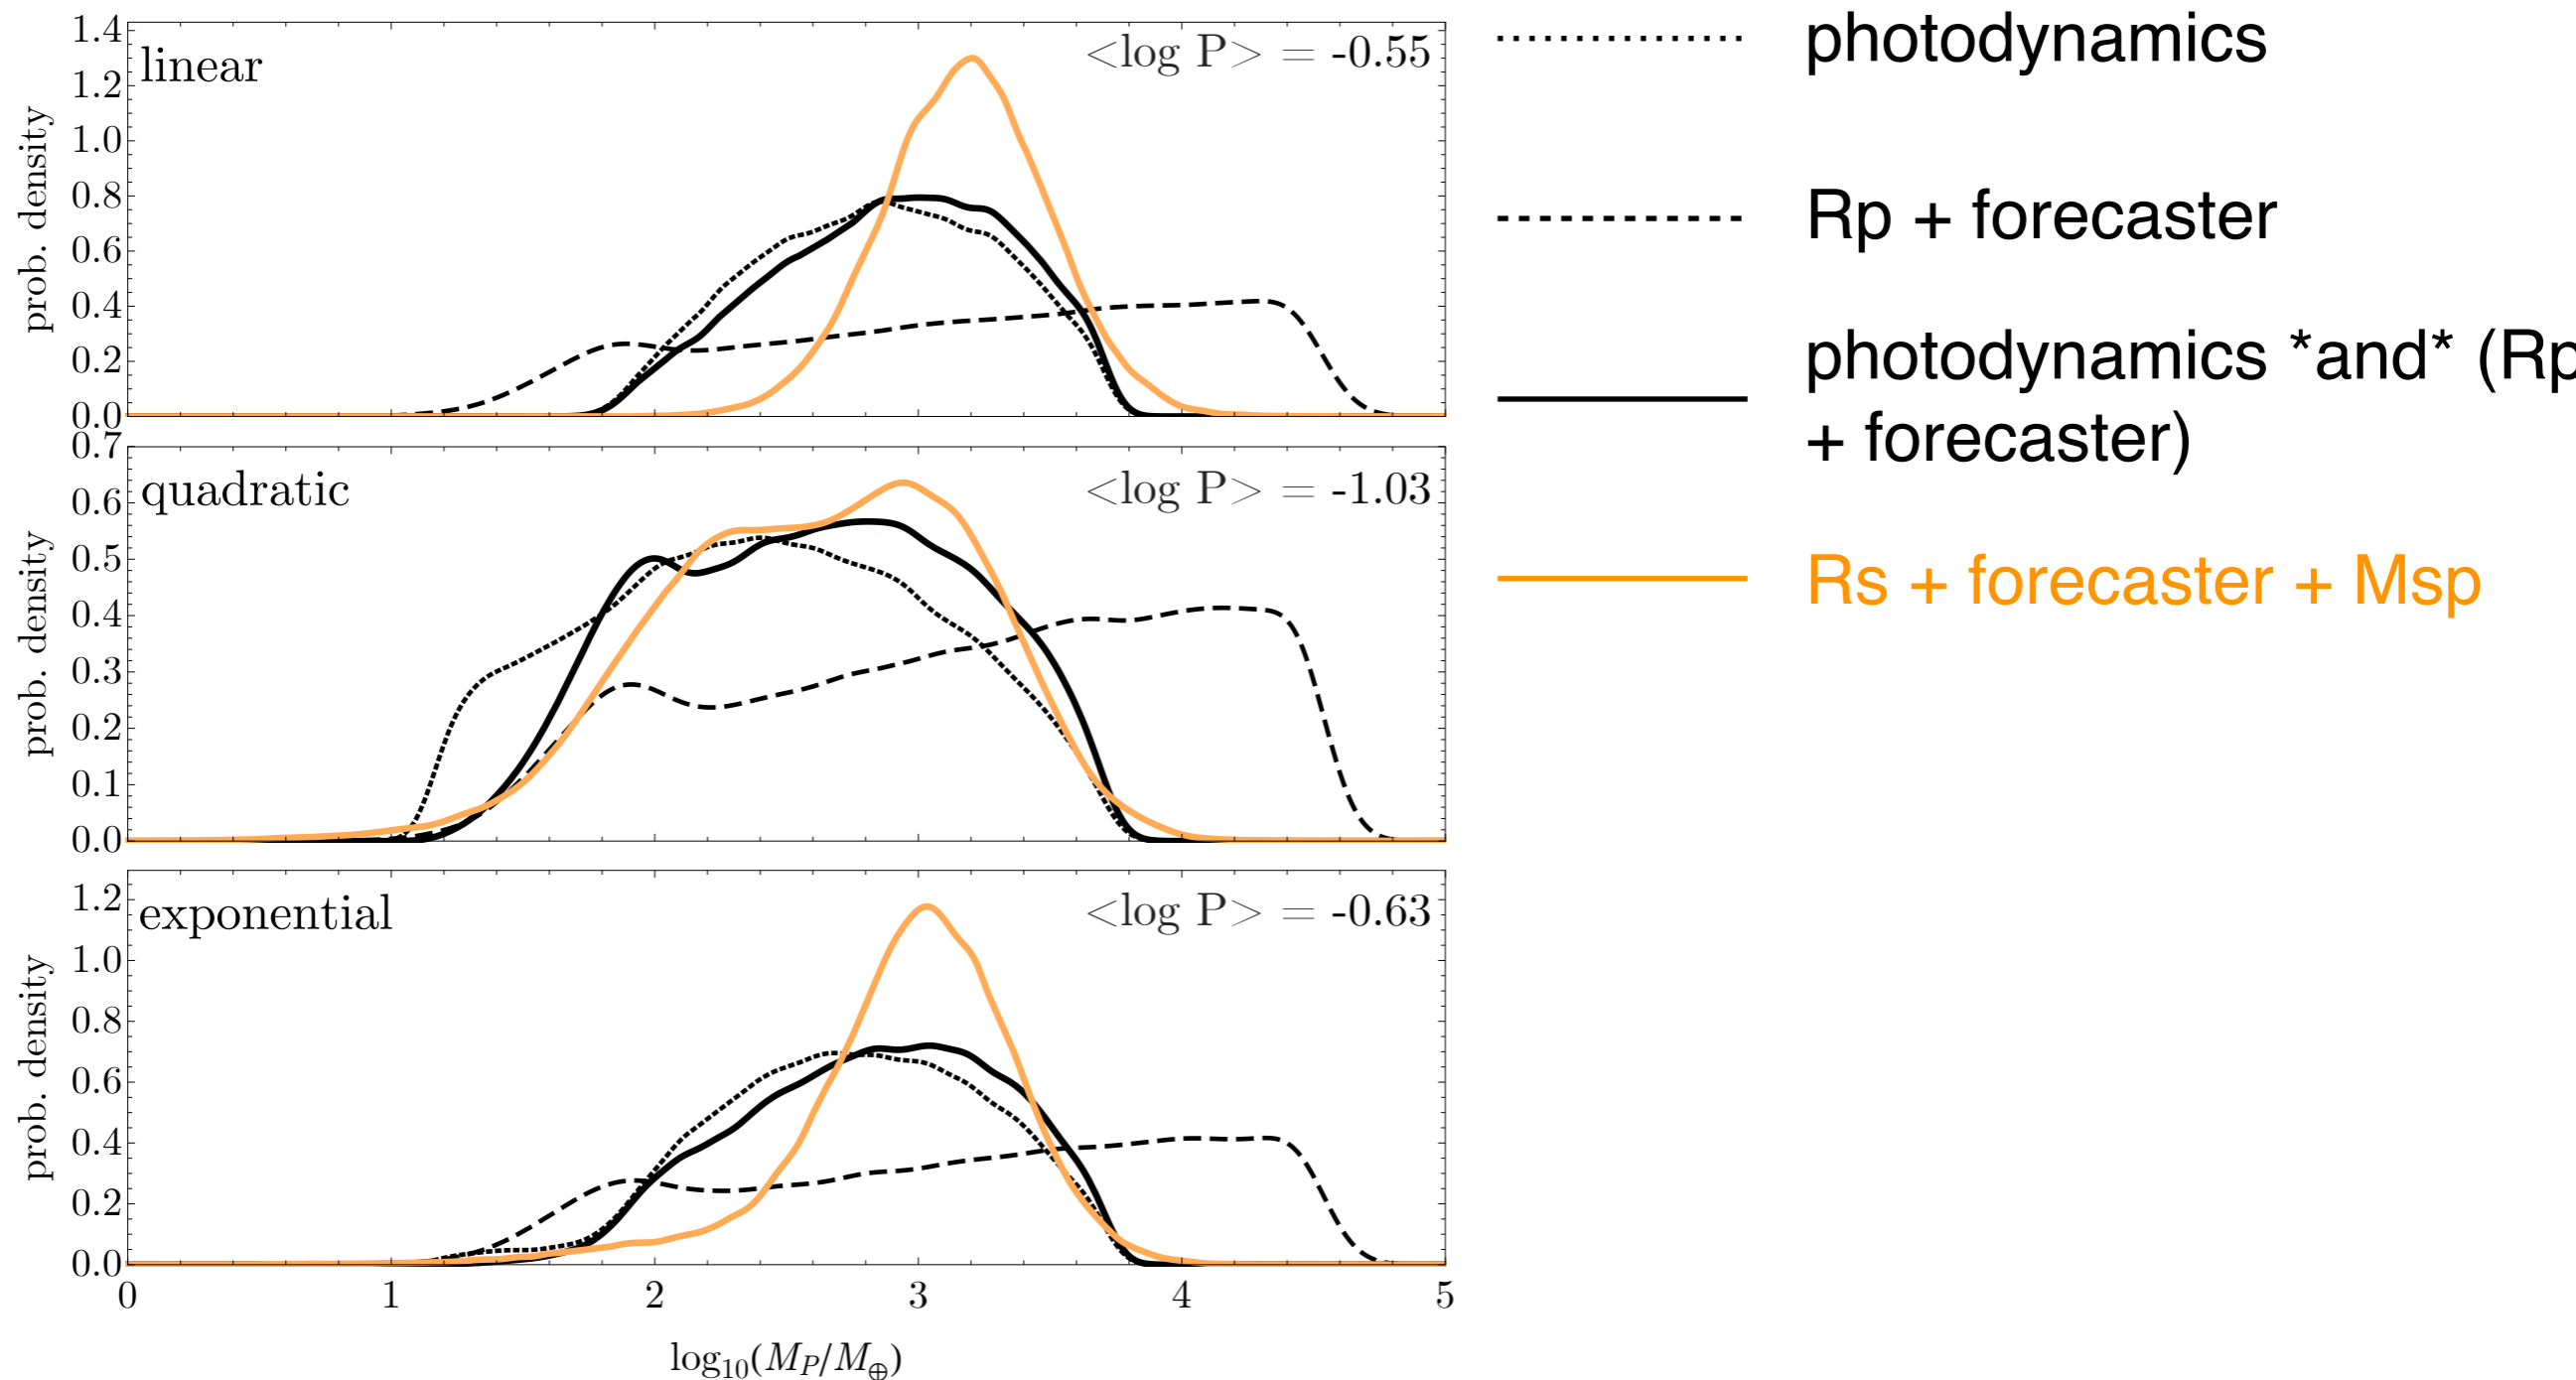 linear
<log P> = -0.55
prob. density
1.4
1.2
1.0
0.8
0.6
0.4
0.2
0.0
quadratic
<log P> = -1.03
prob. density
0.7
0.6
0.5
0.4
0.3
0.2
0.1
0.0
exponential
<log P> = -0.63
prob. density
1.2
1.0
0.8
0.6
0.4
0.2
0.0
0 1 2 3 4 5
log₁₀(M_P/M_⊕)
photodynamics
Rp + forecaster
photodynamics *and* (Rp
+ forecaster)
Rs + forecaster + Msp